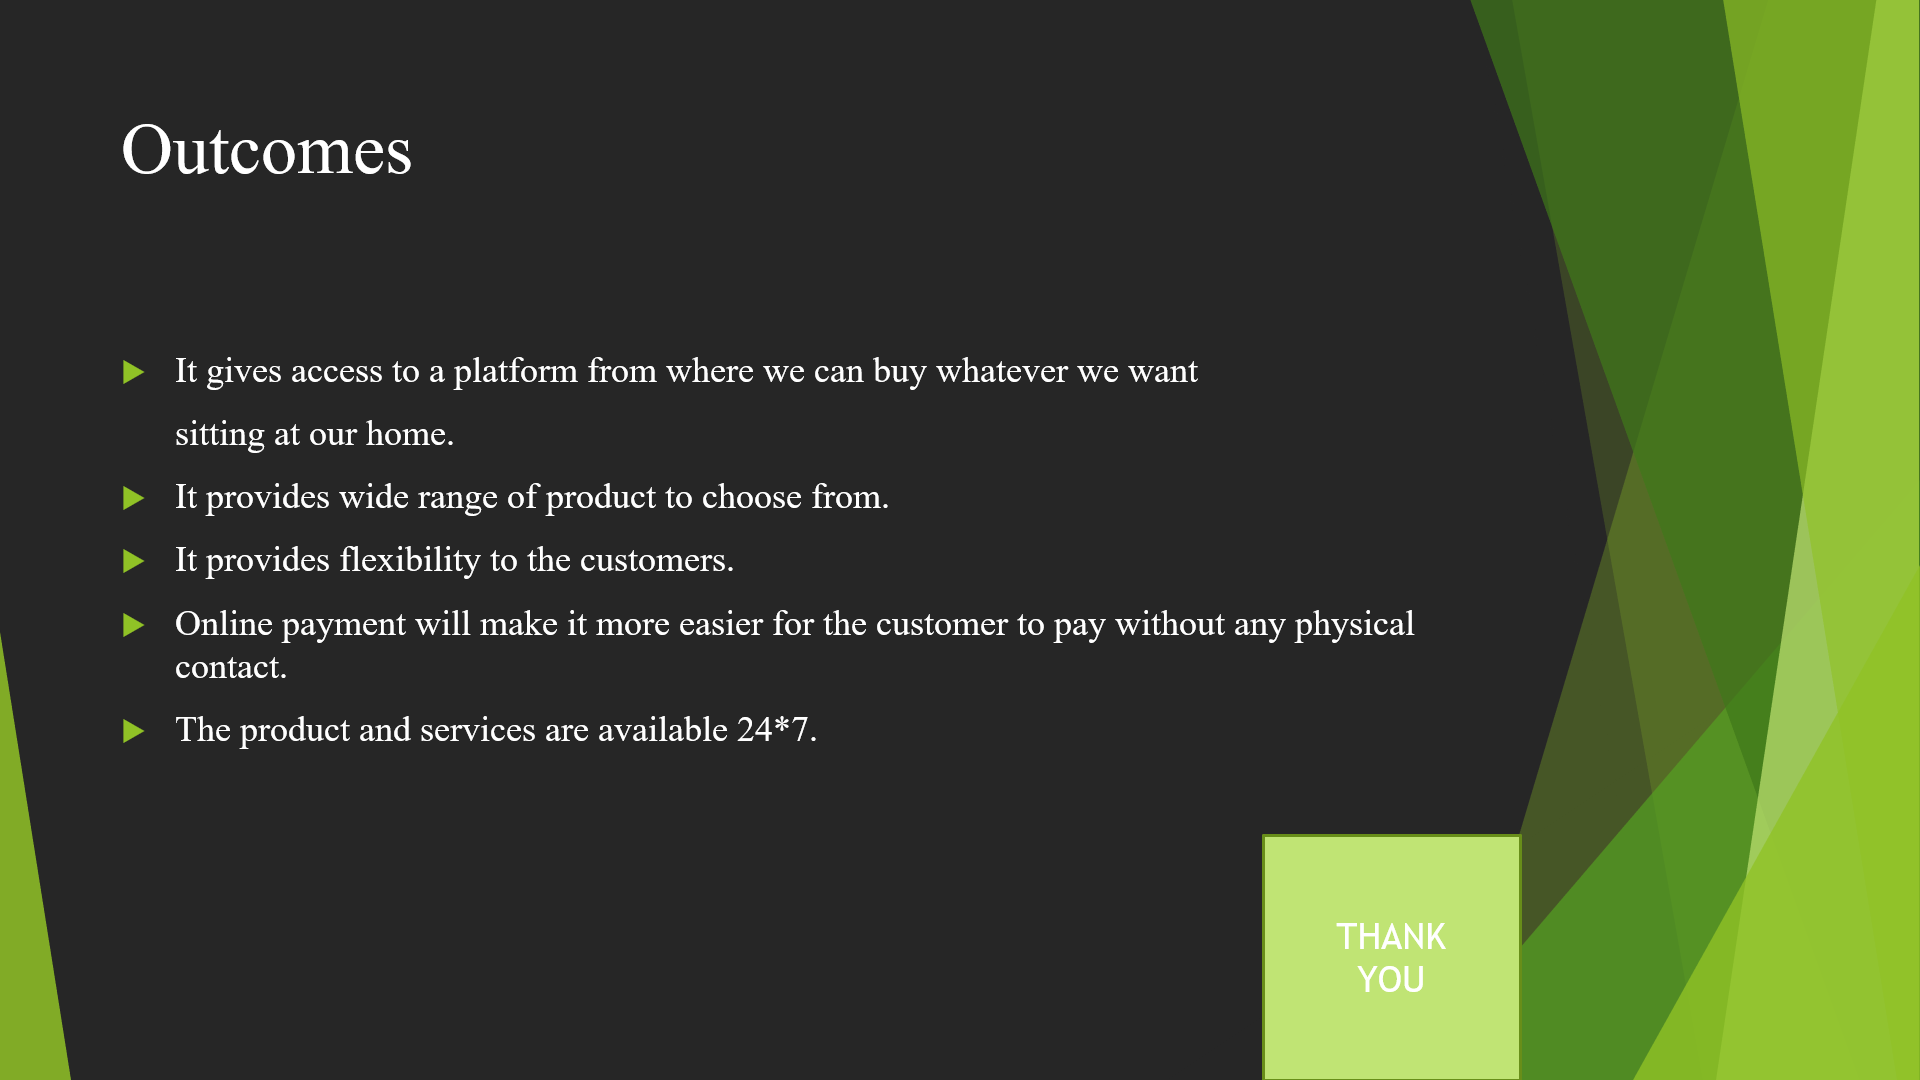 Outcomes
It gives access to a platform from where we can buy whatever we want
sitting at our home.
It provides wide range of product to choose from.
It provides flexibility to the customers.
Online payment will make it more easier for the customer to pay without any physical
contact.
The product and services are available 24*7.
THANK
YOU